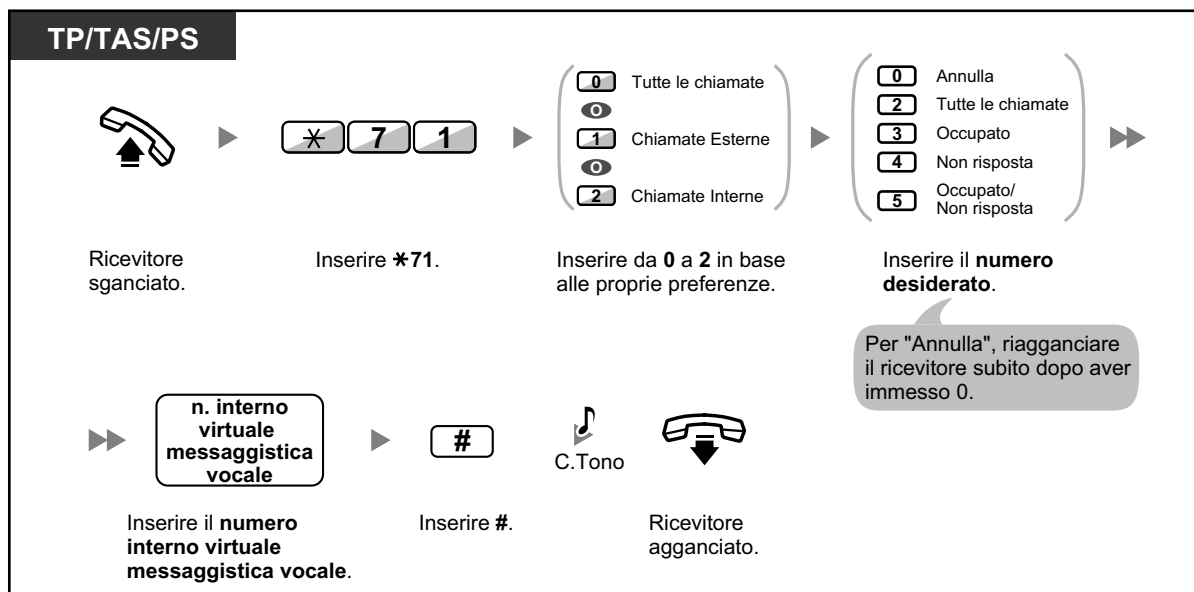 TP/TAS/PS
0 Tutte le chiamate
O
1 Chiamate Esterne
O
2 Chiamate Interne
0 Annulla
2 Tutte le chiamate
3 Occupato
4 Non risposta
5 Occupato/
Non risposta
* 7 1
Ricevitore
sganciato.
Inserire *71.
Inserire da 0 a 2 in base
alle proprie preferenze.
Inserire il numero
desiderato.
Per "Annulla", riagganciare
il ricevitore subito dopo aver
immesso 0.
n. interno
virtuale
messaggistica
vocale
#
C.Tono
Inserire il numero
interno virtuale
messaggistica vocale.
Inserire #.
Ricevitore
agganciato.